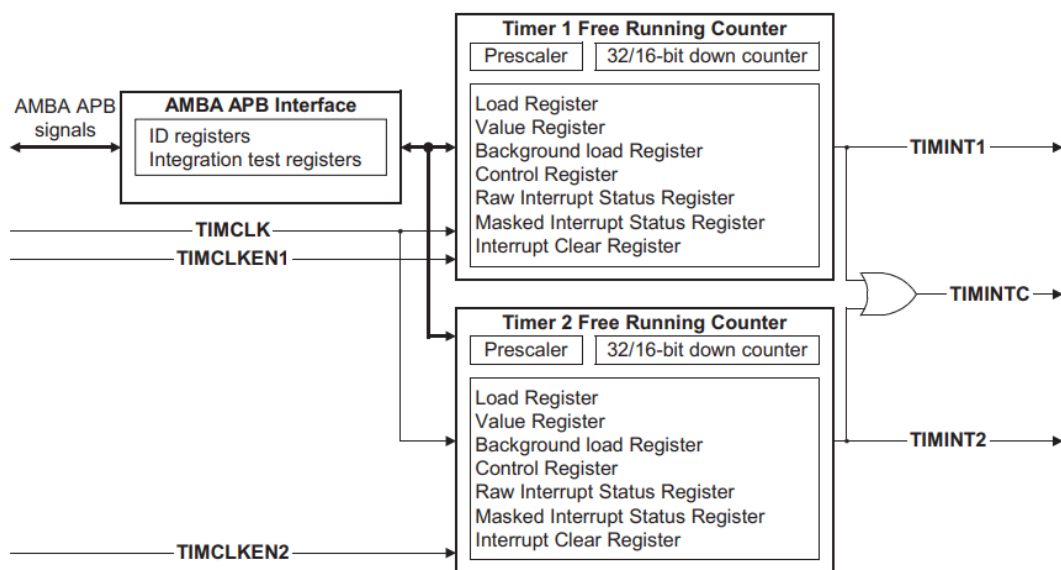 Timer 1 Free Running Counter
Prescaler
32/16-bit down counter
AMBA APB
signals
AMBA APB Interface
ID registers
Integration test registers
Load Register
Value Register
Background load Register
Control Register
Raw Interrupt Status Register
Masked Interrupt Status Register
Interrupt Clear Register
TIMINT1
TIMCLK
TIMCLKEN1
TIMINTC
Timer 2 Free Running Counter
Prescaler
32/16-bit down counter
Load Register
Value Register
Background load Register
Control Register
Raw Interrupt Status Register
Masked Interrupt Status Register
Interrupt Clear Register
TIMINT2
TIMCLKEN2